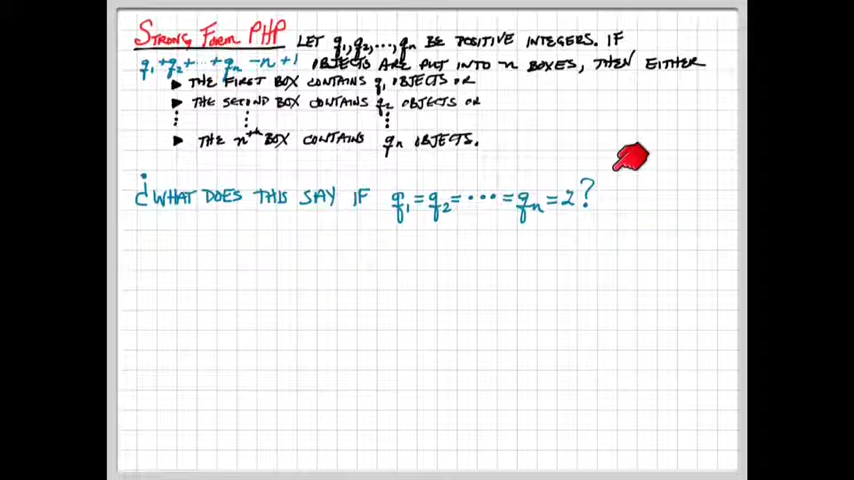 STRONG FORM PHP LET q₁,q₂,...,qₙ BE POSITIVE INTEGERS. IF
q₁+q₂+...+qₙ-n+1 OBJECTS ARE PUT INTO n BOXES, THEN EITHER
▶ THE FIRST BOX CONTAINS q₁ OBJECTS OR
▶ THE SECOND BOX CONTAINS q₂ OBJECTS OR
⋮ ⋮ ⋮
▶ THE nᵗʰ BOX CONTAINS qₙ OBJECTS.
¿WHAT DOES THIS SAY IF q₁=q₂=...=qₙ=2?